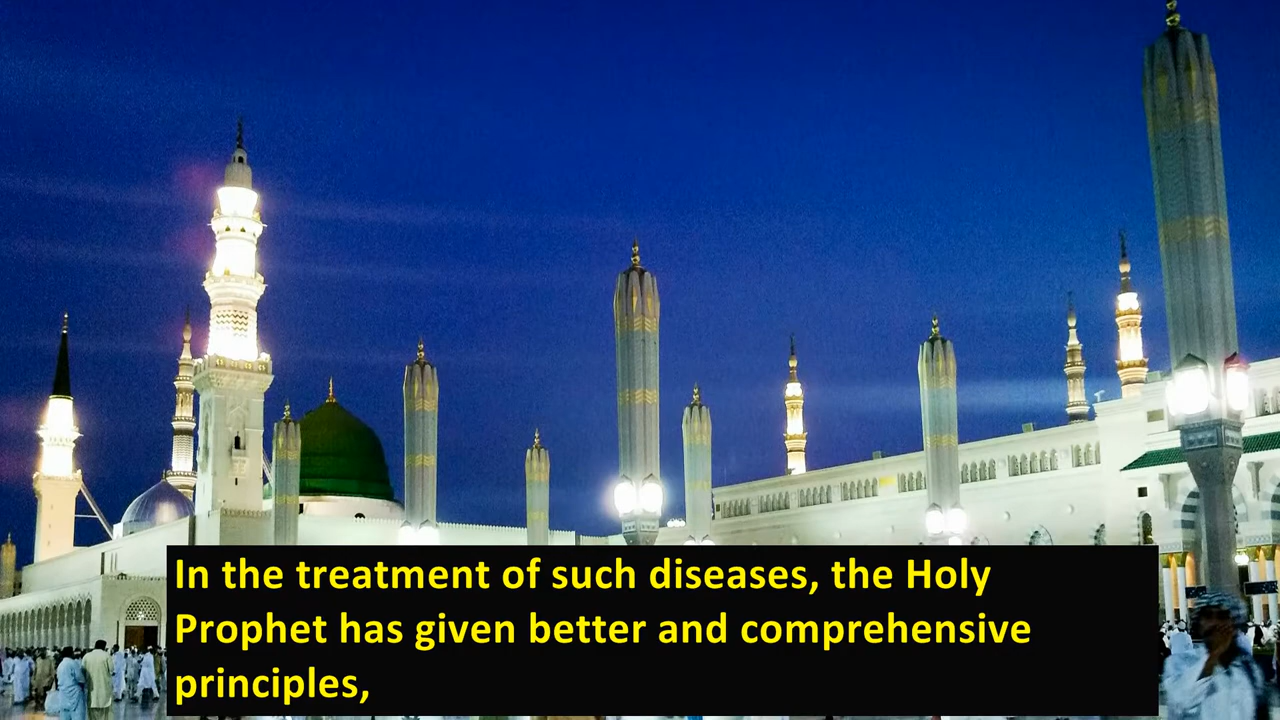 In the treatment of such diseases, the Holy
Prophet has given better and comprehensive
principles,